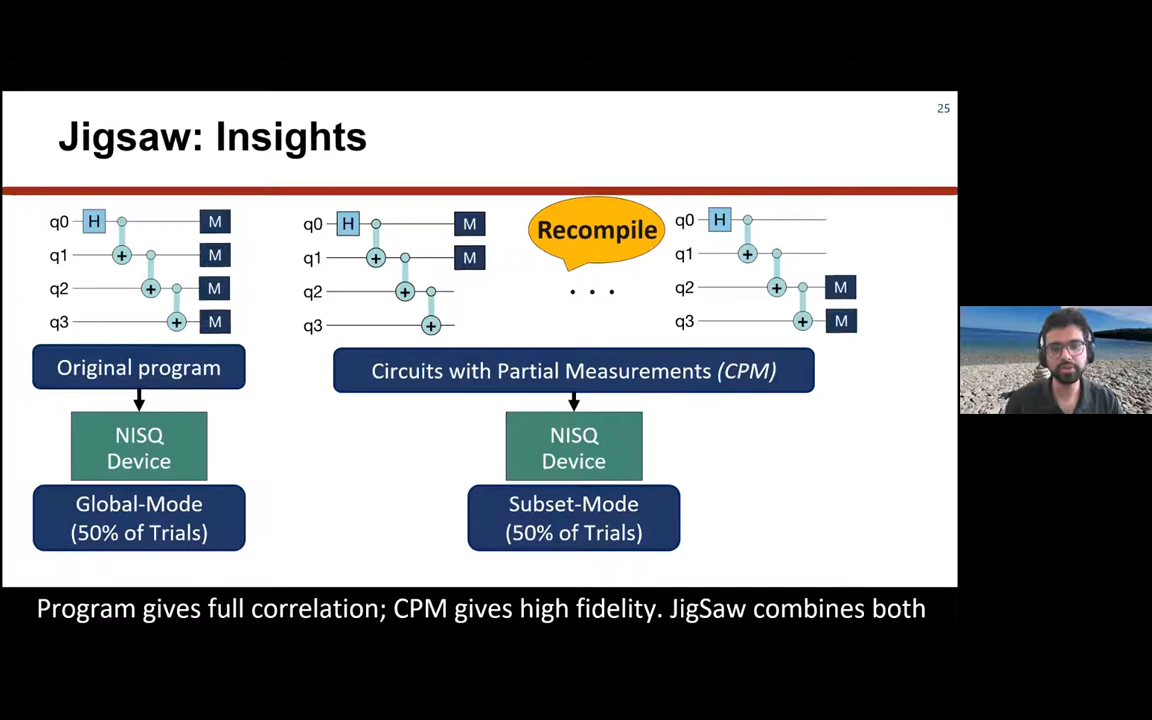 25
Jigsaw: Insights
q0 H M
q1 + M
q2 + M
q3 + M
Original program
NISQ
Device
Global-Mode
(50% of Trials)
q0 H M
q1 + M
q2 +
q3 +
Recompile
. . .
q0 H
q1 +
q2 + M
q3 + M
Circuits with Partial Measurements (CPM)
NISQ
Device
Subset-Mode
(50% of Trials)
Program gives full correlation; CPM gives high fidelity. JigSaw combines both